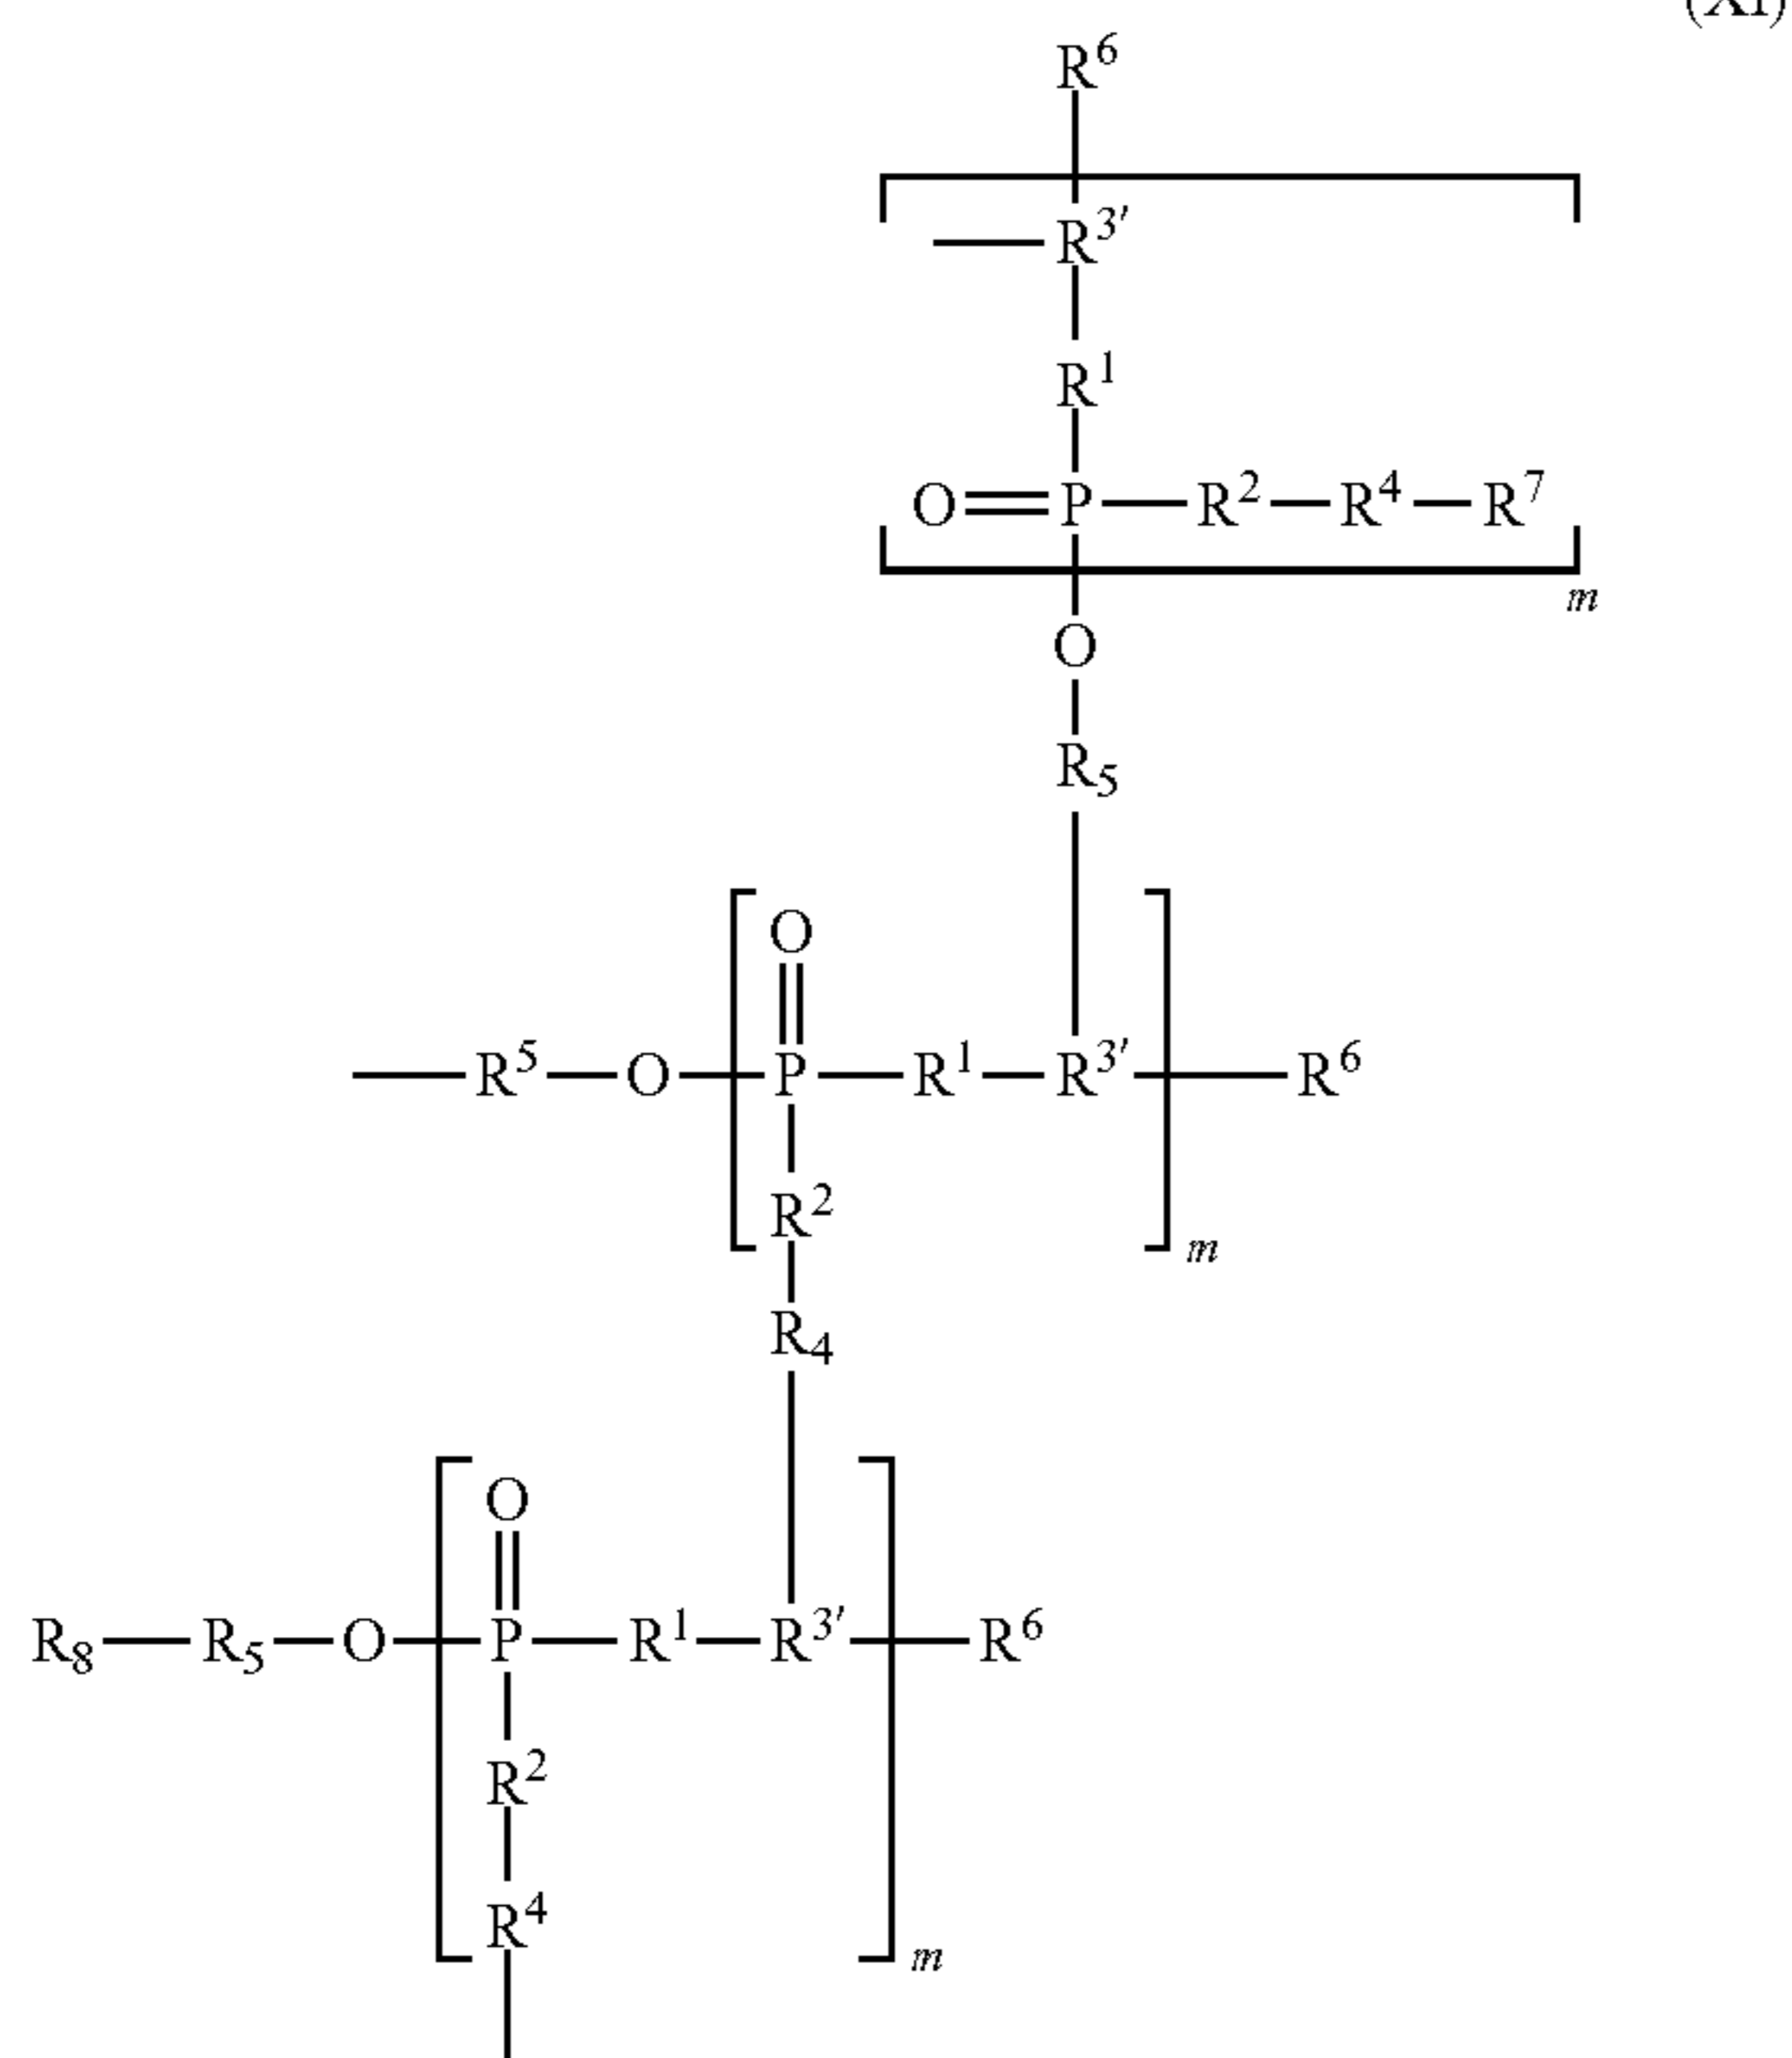 (XI)
R⁶
R³′
R¹
O P R² R⁴ R⁷
m
O
R₅
O
R⁵ O P R¹ R³′ R⁶
R²
m
R₄
O
R₈ R₅ O P R¹ R³′ R⁶
R²
R⁴
m